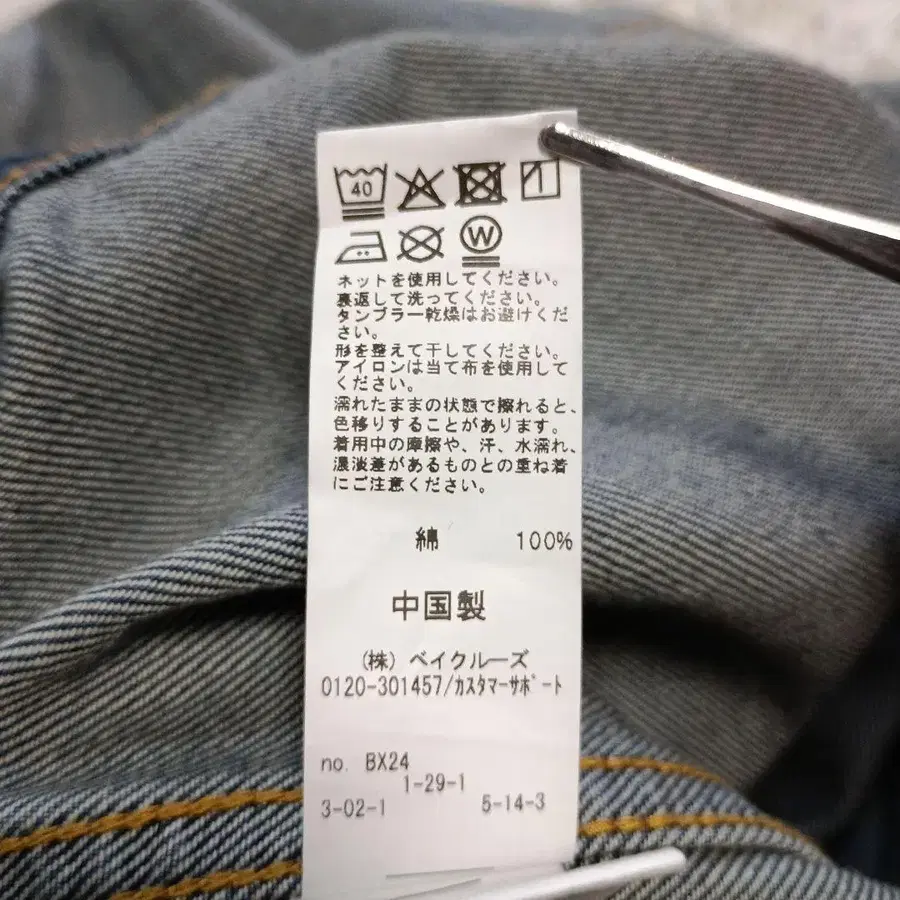 40
W
ネットを使用してください。
裏返して洗ってください。
タンブラー乾燥はお避けくだ
さい。
形を整えて干してください。
アイロンは当て布を使用して
ください。
濡れたままの状態で擦れると、
色移りすることがあります。
着用中の摩擦や、汗、水濡れ、
濃淡差があるものとの重ね着
にご注意ください。
綿 100%
中国製
(株) ベイクルーズ
0120-301457/ｶｽﾀﾏｰｻﾎﾟｰﾄ
no. BX24
1-29-1
3-02-1 5-14-3